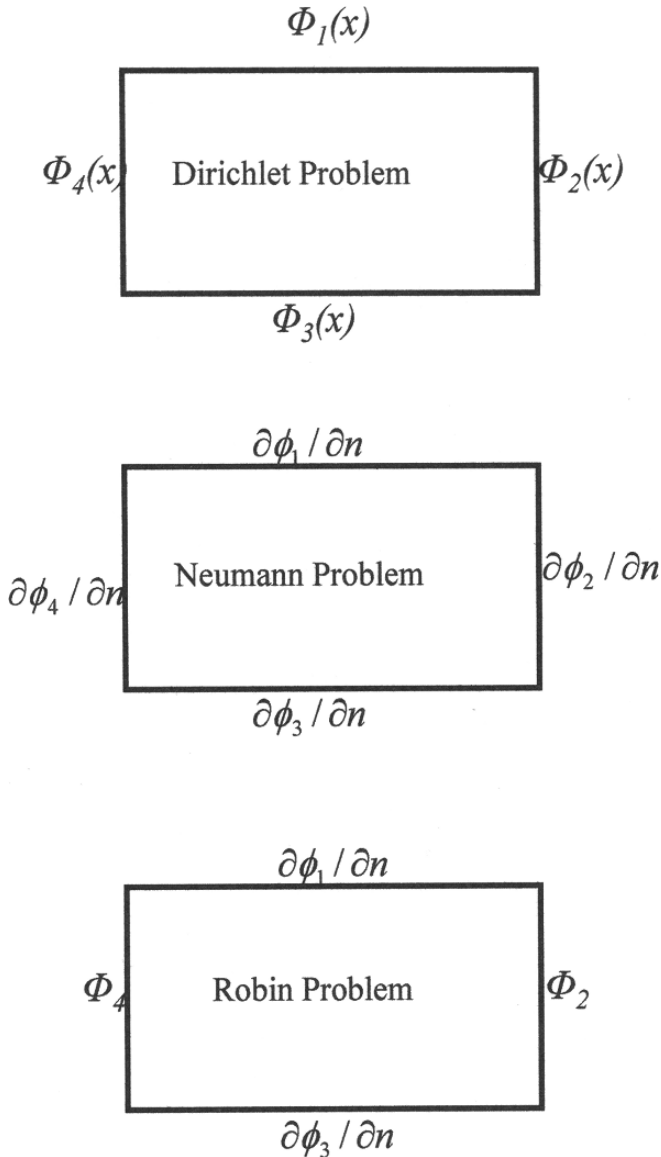 Φ₁(x)
Φ₄(x) Dirichlet Problem Φ₂(x)
Φ₃(x)
∂ϕ₁ / ∂n
∂ϕ₄ / ∂n Neumann Problem ∂ϕ₂ / ∂n
∂ϕ₃ / ∂n
∂ϕ₁ / ∂n
Φ₄ Robin Problem Φ₂
∂ϕ₃ / ∂n